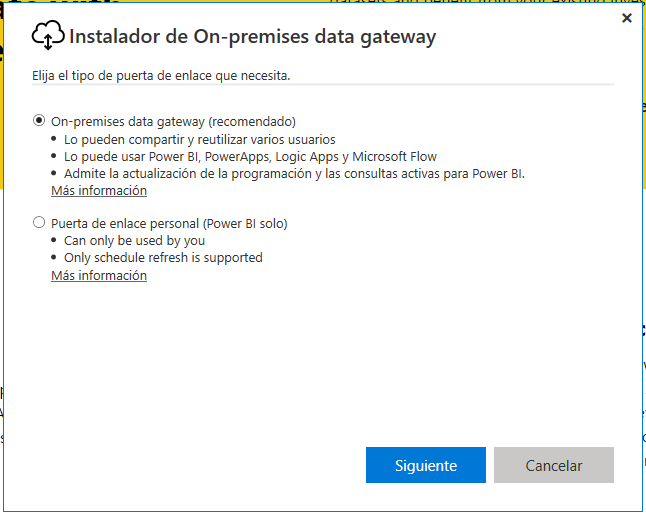 Instalador de On-premises data gateway
Elija el tipo de puerta de enlace que necesita.
On-premises data gateway (recomendado)
• Lo pueden compartir y reutilizar varios usuarios
• Lo puede usar Power BI, PowerApps, Logic Apps y Microsoft Flow
• Admite la actualización de la programación y las consultas activas para Power BI.
Más información
Puerta de enlace personal (Power BI solo)
• Can only be used by you
• Only schedule refresh is supported
Más información
Siguiente
Cancelar